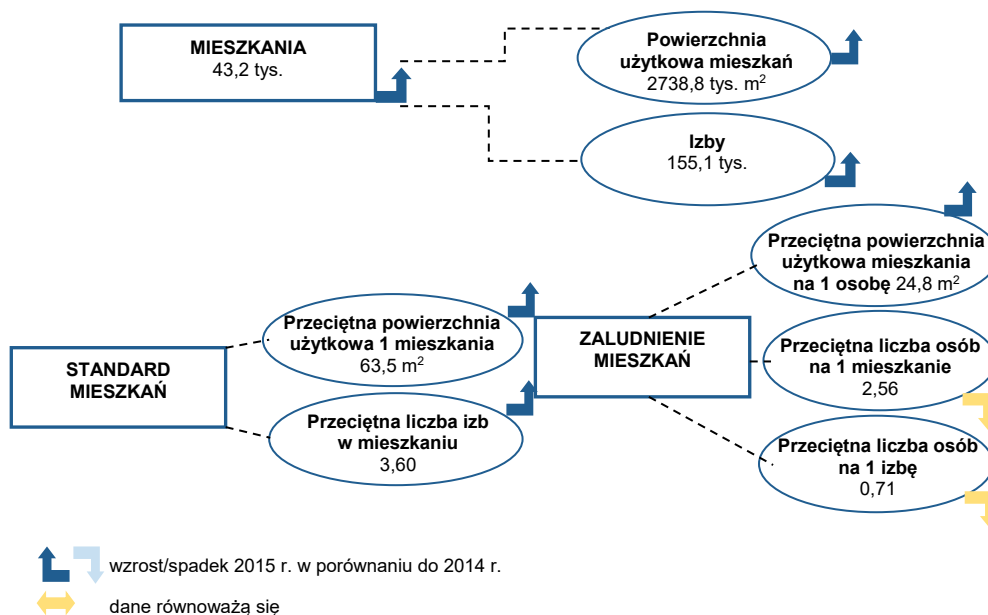 MIESZKANIA
43,2 tys.
Powierzchnia
użytkowa mieszkań
2738,8 tys. m²
Izby
155,1 tys.
Przeciętna powierzchnia
użytkowa mieszkania
na 1 osobę 24,8 m²
STANDARD
MIESZKAŃ
Przeciętna powierzchnia
użytkowa 1 mieszkania
63,5 m²
Przeciętna liczba izb
w mieszkaniu
3,60
ZALUDNIENIE
MIESZKAŃ
Przeciętna liczba osób
na 1 mieszkanie
2,56
Przeciętna liczba osób
na 1 izbę
0,71
wzrost/spadek 2015 r. w porównaniu do 2014 r.
dane równoważą się